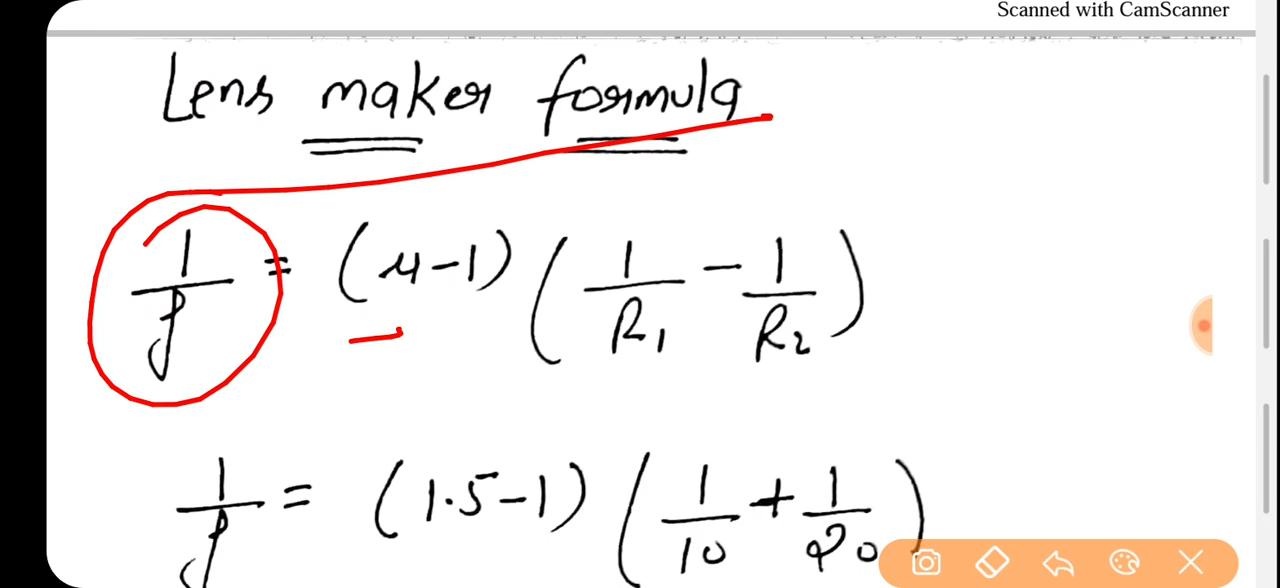 Scanned with CamScanner
Lens maker formula
1/f = (μ-1) (1/R₁ - 1/R₂)
1/f = (1.5-1) (1/10 + 1/20)